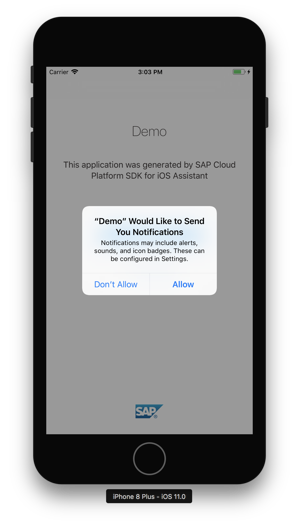 Carrier 3:03 PM
Demo
This application was generated by SAP Cloud
Platform SDK for iOS Assistant
“Demo” Would Like to Send
You Notifications
Notifications may include alerts,
sounds, and icon badges. These can
be configured in Settings.
Don’t Allow Allow
SAP
iPhone 8 Plus - iOS 11.0